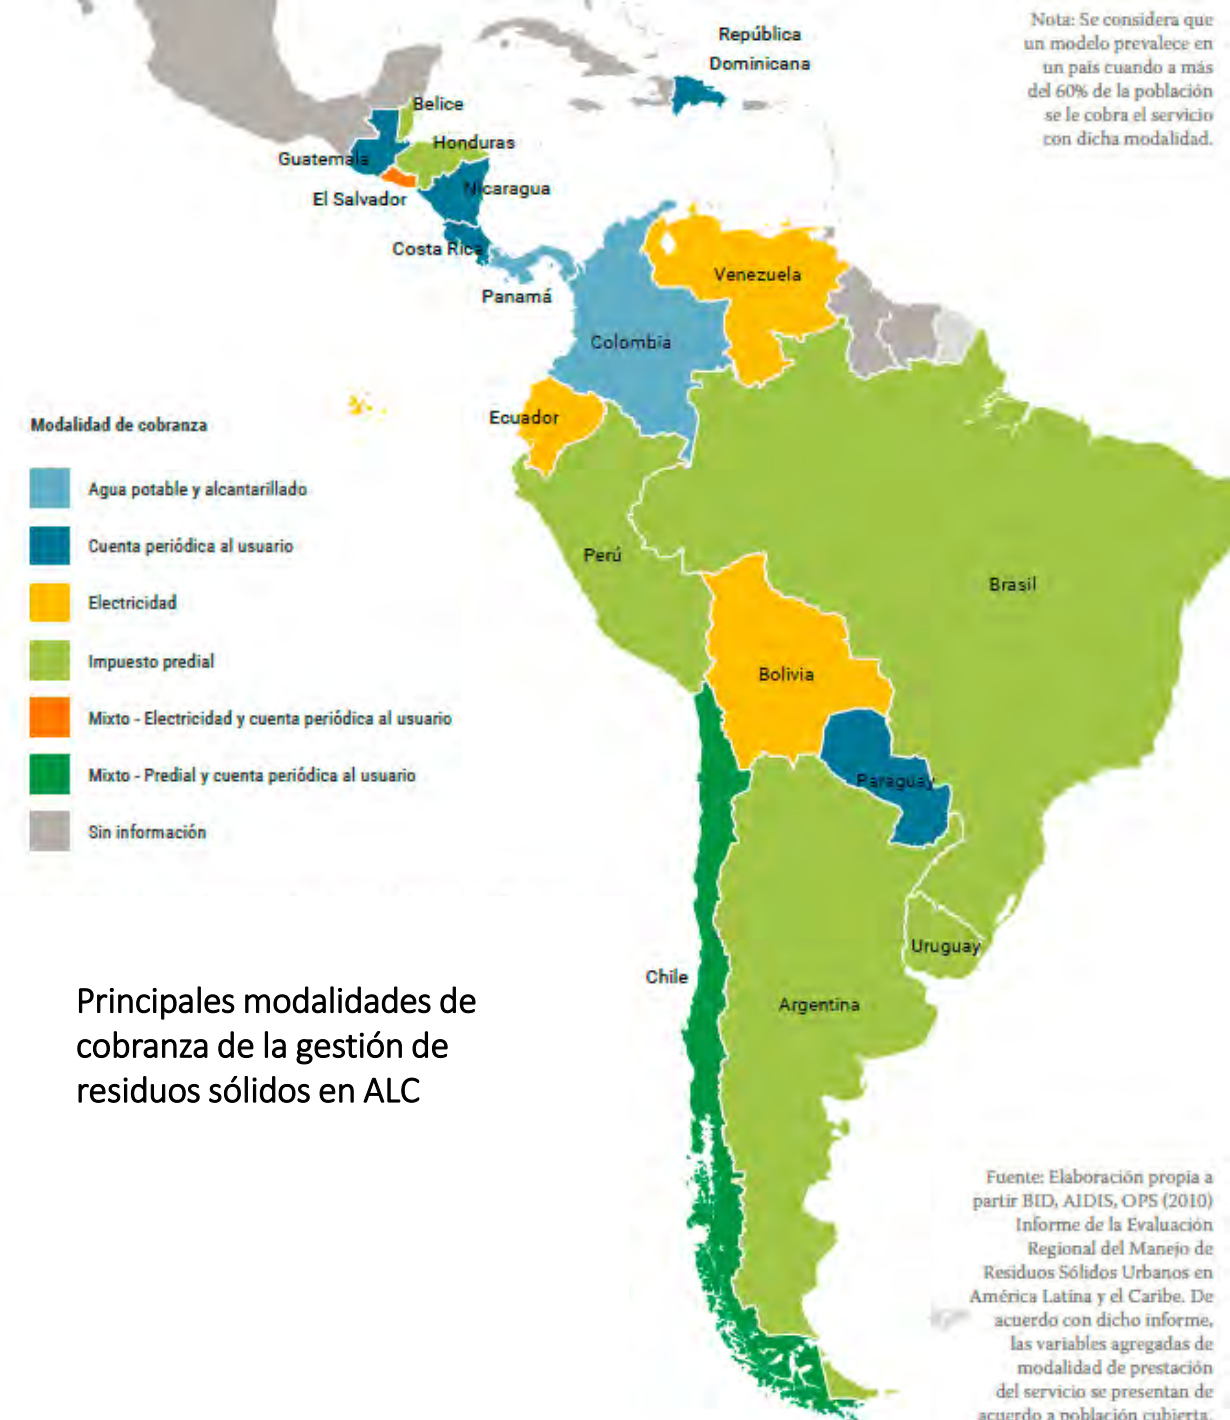 Nota: Se considera que
un modelo prevalece en
un país cuando a más
del 60% de la población
se le cobra el servicio
con dicha modalidad.
República
Dominicana
Belice
Honduras
Guatemala
Nicaragua
El Salvador
Costa Rica
Panamá
Venezuela
Colombia
Ecuador
Perú
Brasil
Bolivia
Paraguay
Uruguay
Chile
Argentina
Modalidad de cobranza
Agua potable y alcantarillado
Cuenta periódica al usuario
Electricidad
Impuesto predial
Mixto - Electricidad y cuenta periódica al usuario
Mixto - Predial y cuenta periódica al usuario
Sin información
Principales modalidades de
cobranza de la gestión de
residuos sólidos en ALC
Fuente: Elaboración propia a
partir BID, AIDIS, OPS (2010)
Informe de la Evaluación
Regional del Manejo de
Residuos Sólidos Urbanos en
América Latina y el Caribe. De
acuerdo con dicho informe,
las variables agregadas de
modalidad de prestación
del servicio se presentan de
acuerdo a población cubierta.